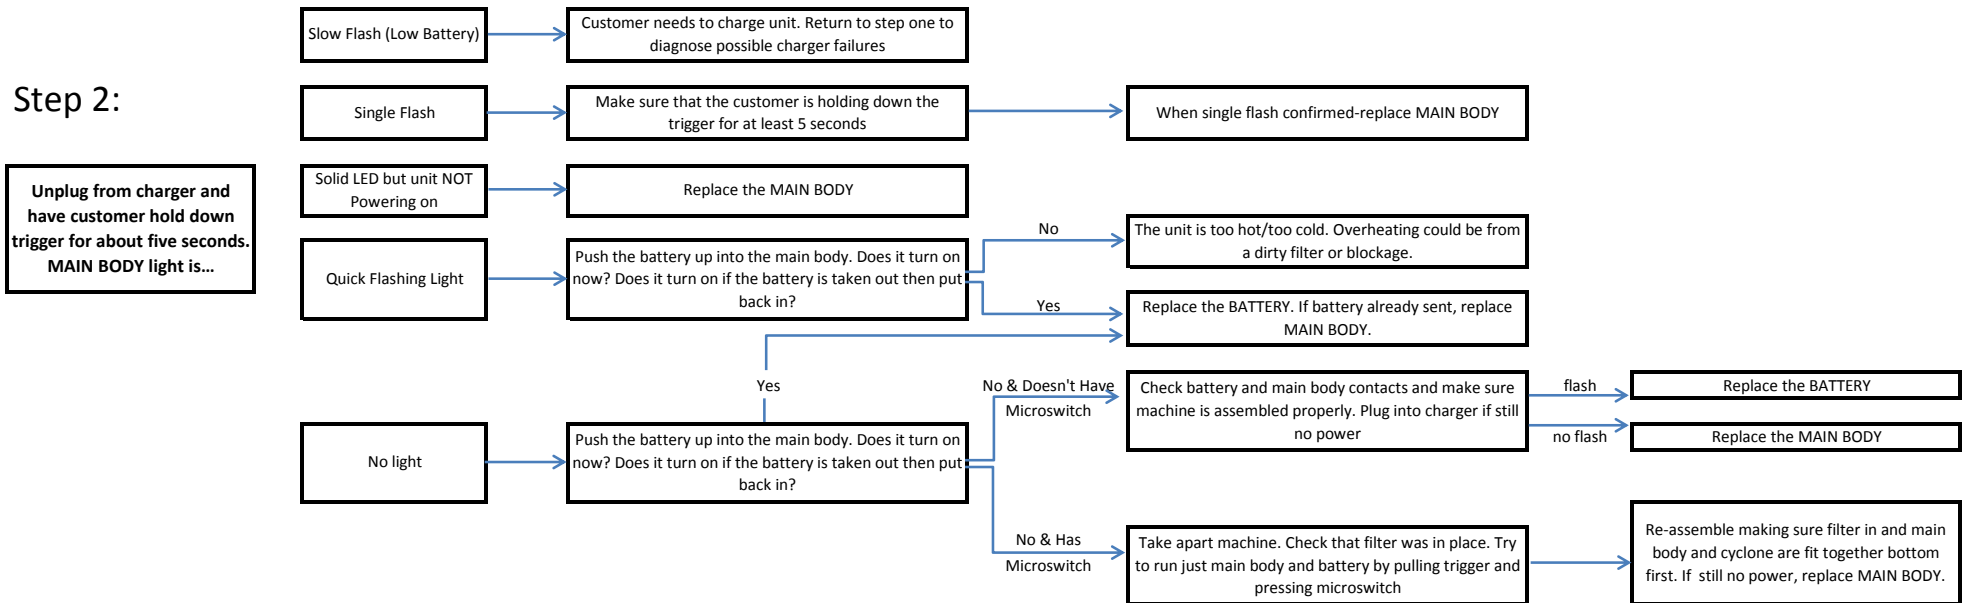 Step 2:
Unplug from charger and
have customer hold down
trigger for about five seconds.
MAIN BODY light is...
Slow Flash (Low Battery)
Customer needs to charge unit. Return to step one to
diagnose possible charger failures
Single Flash
Make sure that the customer is holding down the
trigger for at least 5 seconds
When single flash confirmed-replace MAIN BODY
Solid LED but unit NOT
Powering on
Replace the MAIN BODY
Quick Flashing Light
Push the battery up into the main body. Does it turn on
now? Does it turn on if the battery is taken out then put
back in?
No
The unit is too hot/too cold. Overheating could be from
a dirty filter or blockage.
Yes
Replace the BATTERY. If battery already sent, replace
MAIN BODY.
No light
Push the battery up into the main body. Does it turn on
now? Does it turn on if the battery is taken out then put
back in?
Yes
No & Doesn't Have
Microswitch
Check battery and main body contacts and make sure
machine is assembled properly. Plug into charger if still
no power
flash
Replace the BATTERY
no flash
Replace the MAIN BODY
No & Has
Microswitch
Take apart machine. Check that filter was in place. Try
to run just main body and battery by pulling trigger and
pressing microswitch
Re-assemble making sure filter in and main
body and cyclone are fit together bottom
first. If still no power, replace MAIN BODY.